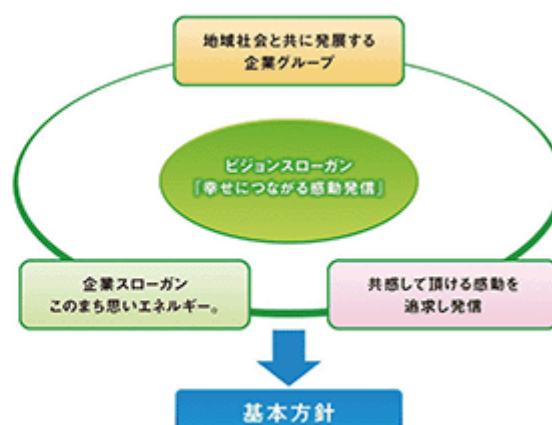 地域社会と共に発展する
企業グループ
ビジョンスローガン
「幸せにつながる感動発信」
企業スローガン
このまち思いエネルギー。
共感して頂ける感動を
追求し発信
基本方針